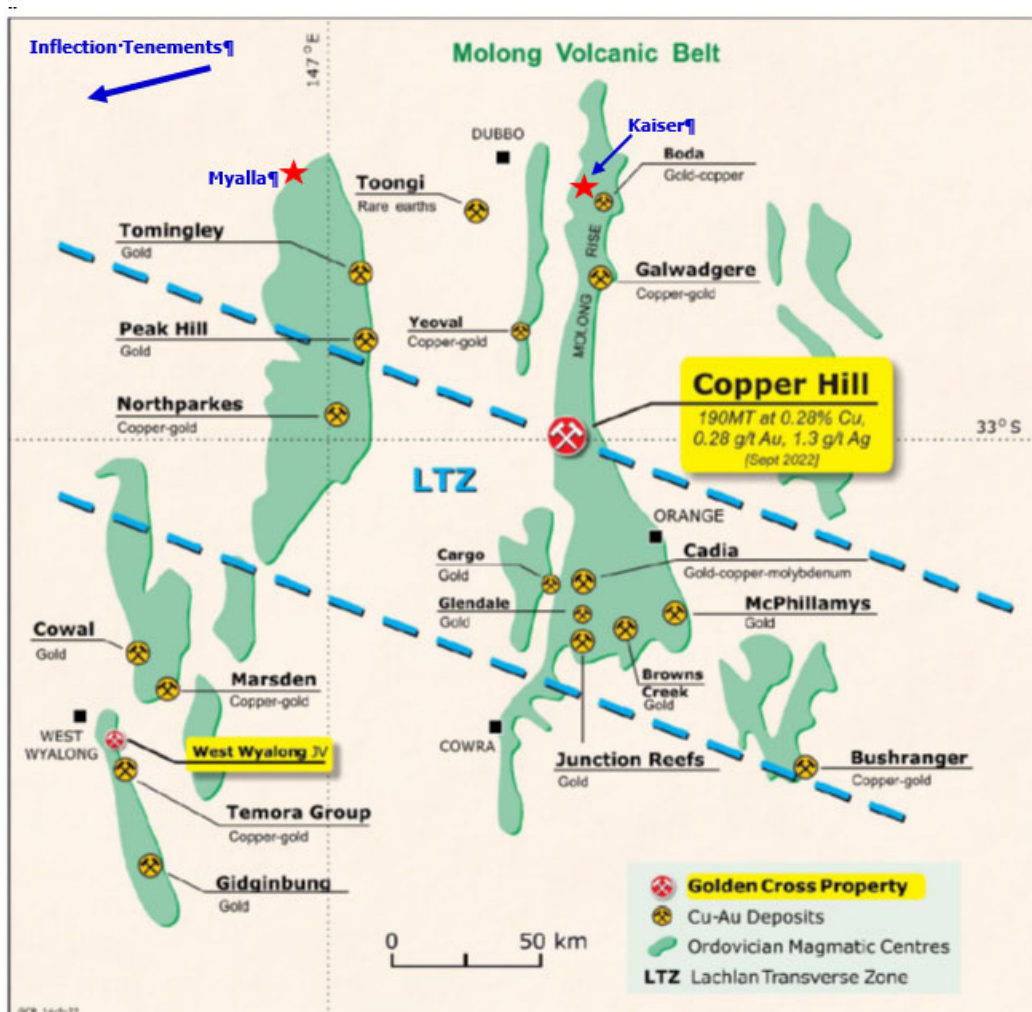 --
Inflection·Tenements¶
147°E
Molong Volcanic Belt
Kaiser¶
DUBBO
Boda
Gold-copper
Myalla¶
Toongi
Rare earths
Tomingley
Gold
MOLONG RISE
Galwadgere
Copper-gold
Peak Hill
Gold
Yeoval
Copper-gold
Northparkes
Copper-gold
Copper Hill
190MT at 0.28% Cu,
0.28 g/t Au, 1.3 g/t Ag
[Sept 2022]
33° S
LTZ
ORANGE
Cargo
Gold
Cadia
Gold-copper-molybdenum
Glendale
Gold
McPhillamys
Gold
Cowal
Gold
Marsden
Copper-gold
Browns
Creek
Gold
WEST
WYALONG
West Wyalong JV
COWRA
Junction Reefs
Gold
Bushranger
Copper-gold
Temora Group
Copper-gold
Gidginbung
Gold
0 50 km
Golden Cross Property
Cu-Au Deposits
Ordovician Magmatic Centres
LTZ Lachlan Transverse Zone